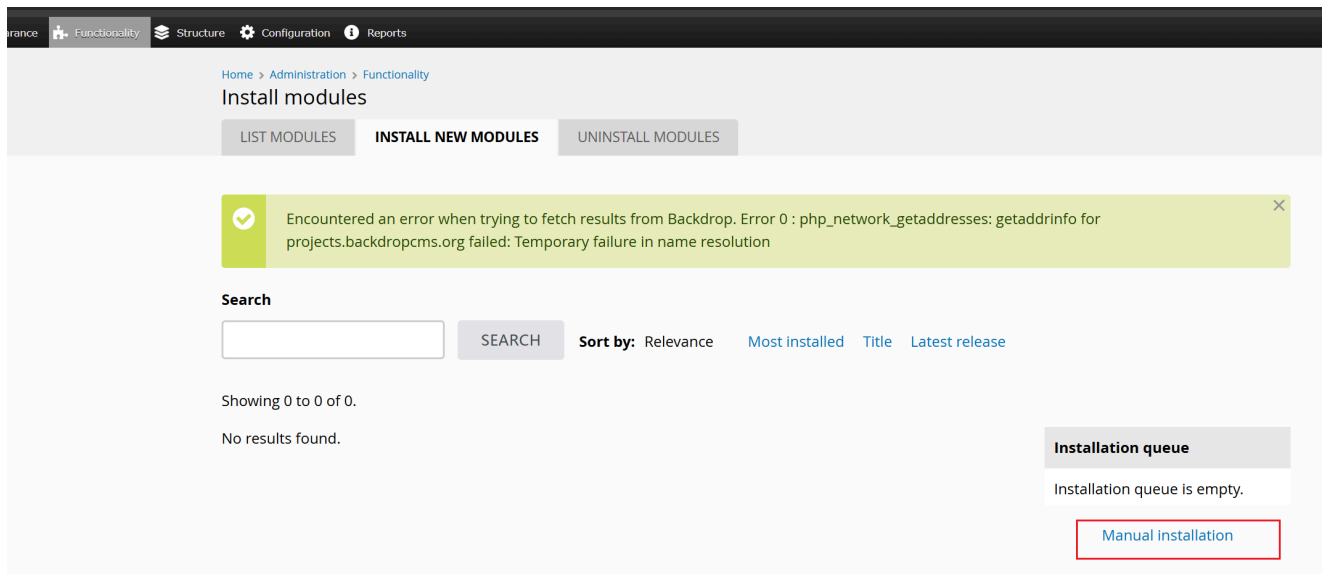 Functionality Structure Configuration Reports
Home > Administration > Functionality
Install modules
LIST MODULES INSTALL NEW MODULES UNINSTALL MODULES
Encountered an error when trying to fetch results from Backdrop. Error 0 : php_network_getaddresses: getaddrinfo for
projects.backdropcms.org failed: Temporary failure in name resolution
Search
SEARCH Sort by: Relevance Most installed Title Latest release
Showing 0 to 0 of 0.
No results found.
Installation queue
Installation queue is empty.
Manual installation